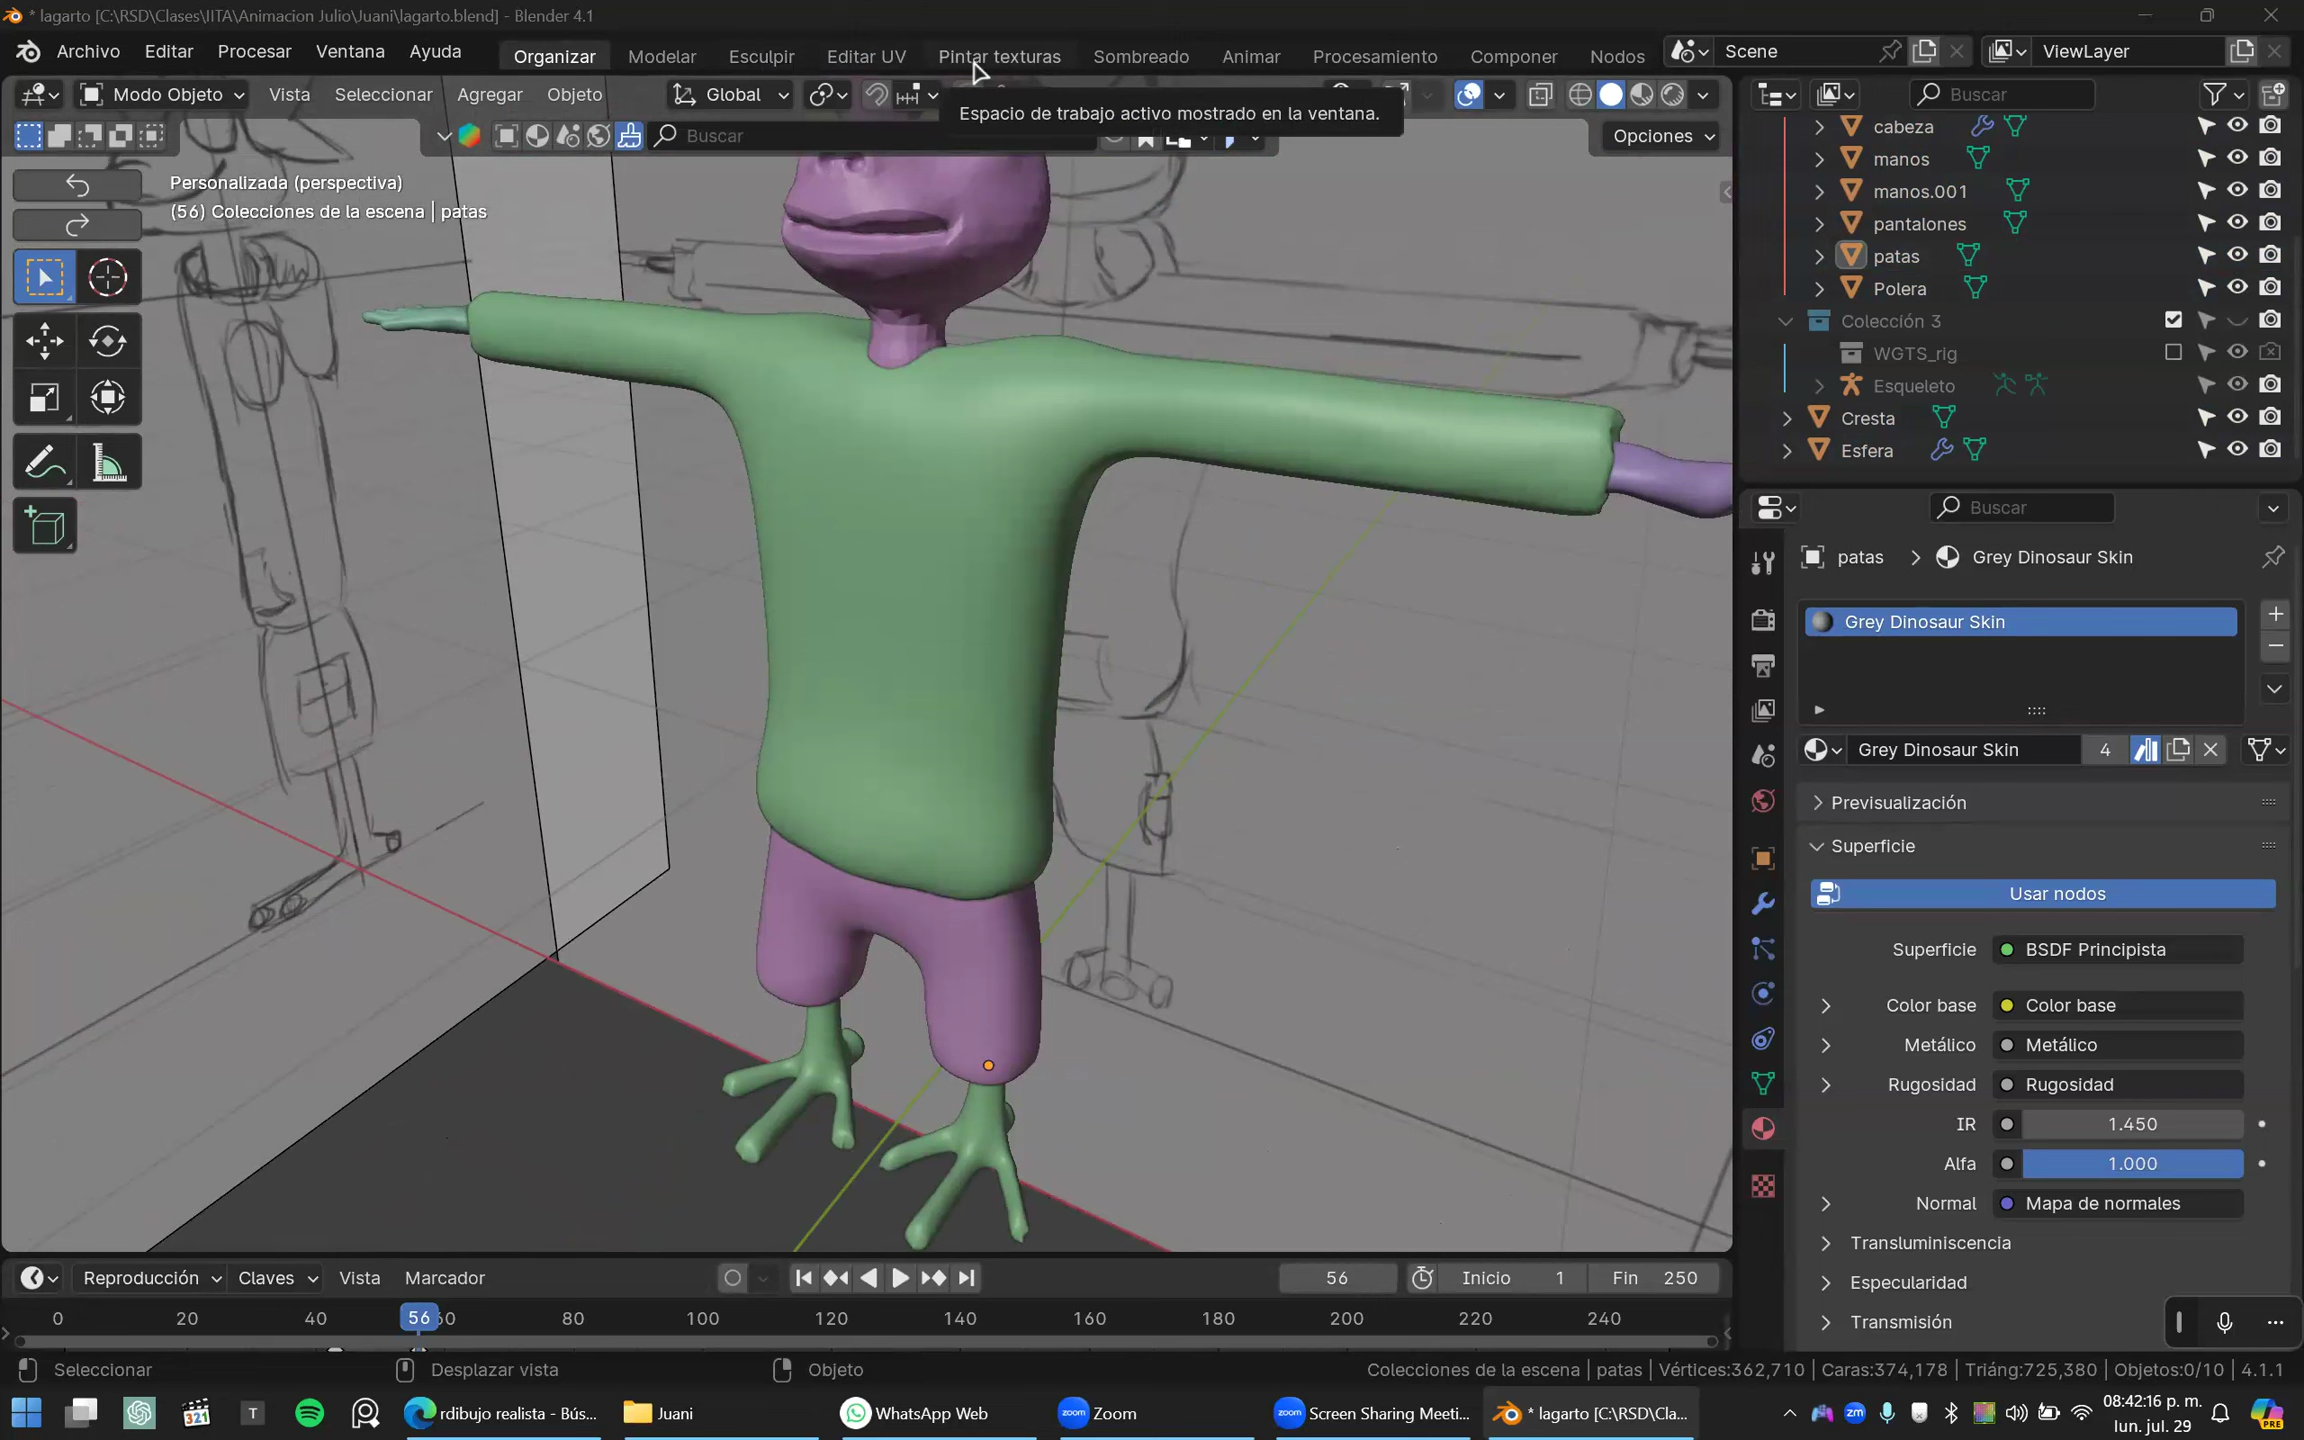 * lagarto [C:\RSD\Clases\IITA\Animacion Julio\Juani\lagarto.blend] - Blender 4.1
Archivo Editar Procesar Ventana Ayuda Organizar Modelar Esculpir Editar UV Pintar texturas Sombreado Animar Procesamiento Componer Nodos Scene ViewLayer
Modo Objeto Vista Seleccionar Agregar Objeto Global Buscar
Espacio de trabajo activo mostrado en la ventana.
Buscar Opciones
Personalizada (perspectiva)
(56) Colecciones de la escena | patas
cabeza
manos
manos.001
pantalones
patas
Polera
Colección 3
WGTS_rig
Esqueleto
Cresta
Esfera
Buscar
patas Grey Dinosaur Skin
Grey Dinosaur Skin
Grey Dinosaur Skin 4
Previsualización
Superficie
Usar nodos
Superficie BSDF Principista
Color base Color base
Metálico Metálico
Rugosidad Rugosidad
IR 1.450
Alfa 1.000
Normal Mapa de normales
Transluminiscencia
Especularidad
Transmisión
Reproducción Claves Vista Marcador 56 Inicio 1 Fin 250
0 20 40 56 60 80 100 120 140 160 180 200 220 240
Seleccionar Desplazar vista Objeto Colecciones de la escena | patas | Vértices:362,710 | Caras:374,178 | Triáng:725,380 | Objetos:0/10 | 4.1.1
321 T rdibujo realista - Bús... Juani WhatsApp Web zoom Zoom zoom Screen Sharing Meeti... * lagarto [C:\RSD\Cla... zm 08:42:16 p. m. PRE
lun. jul. 29